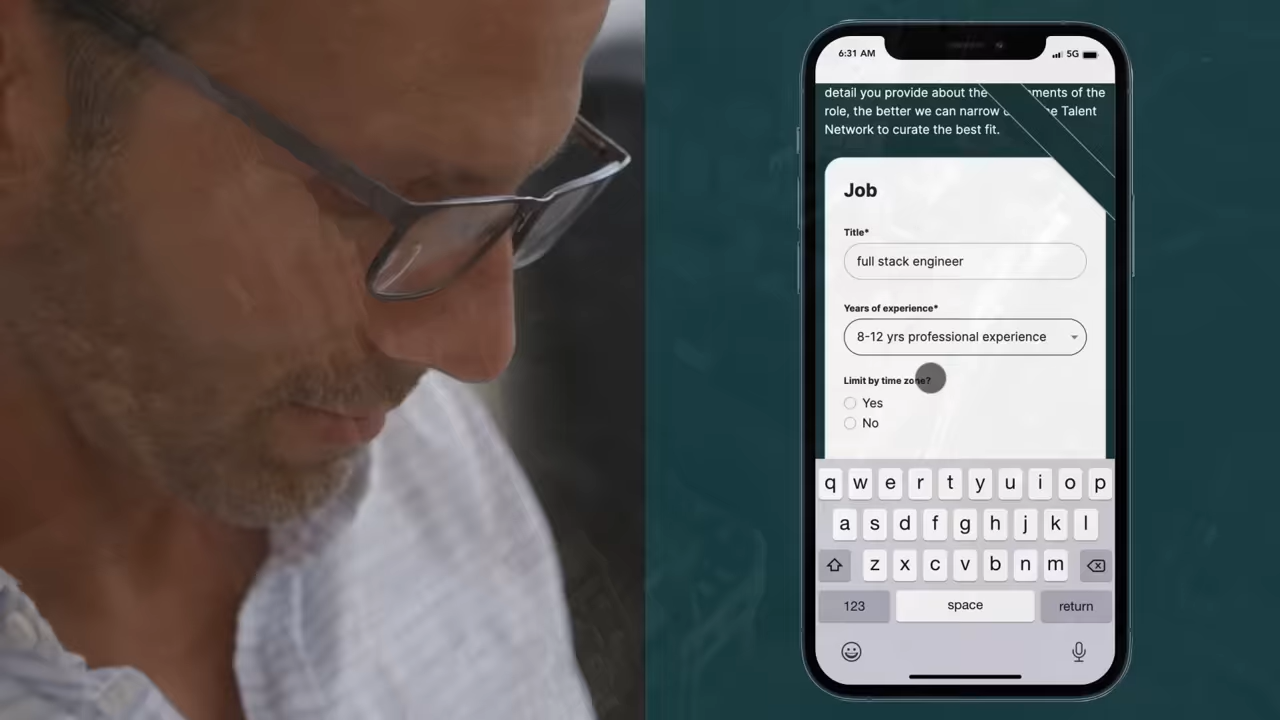 6:31 AM
5G
detail you provide about the ments of the
role, the better we can narrow Talent
Network to curate the best fit.
Job
Title*
full stack engineer
Years of experience*
8-12 yrs professional experience
Limit by time zone?
Yes
No
q w e r t y u i o p
a s d f g h j k l
z x c v b n m
123 space return